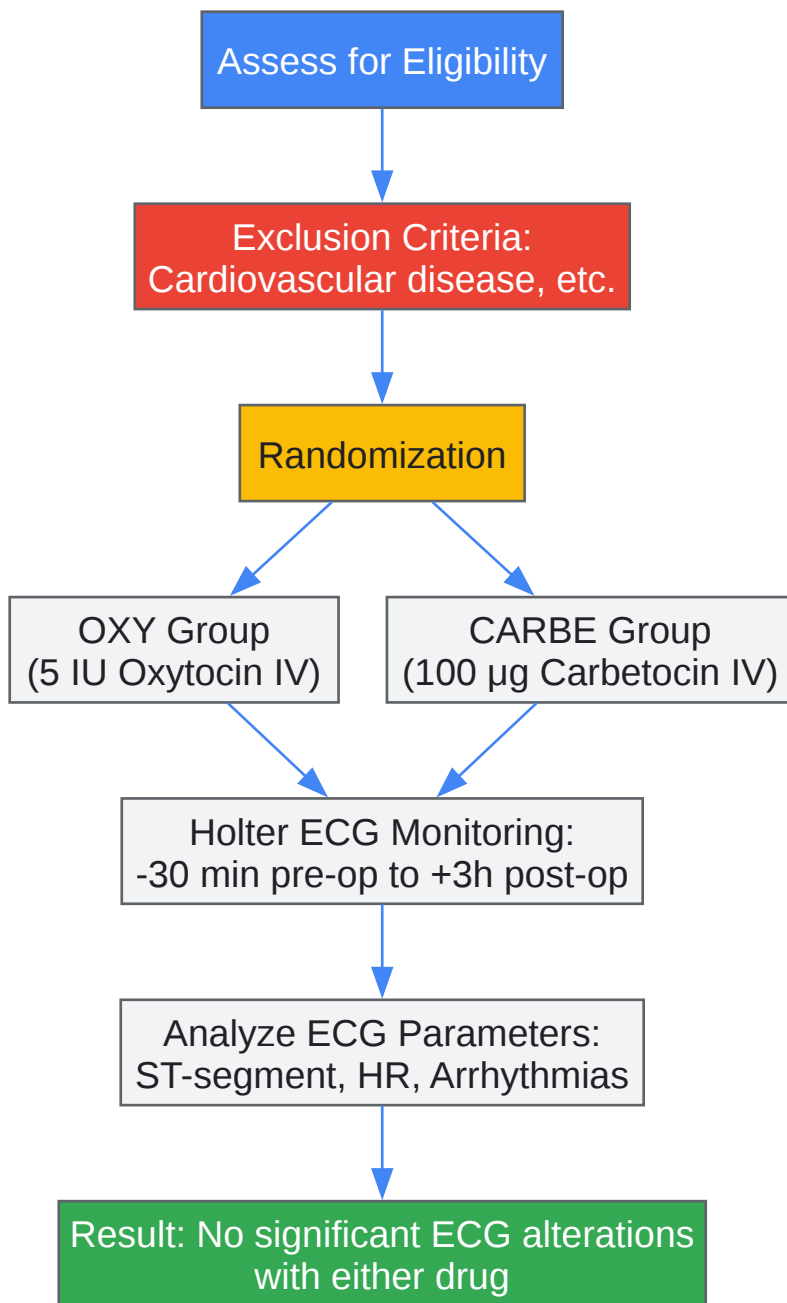 Assess for Eligibility
Exclusion Criteria:
Cardiovascular disease, etc.
Randomization
OXY Group
(5 IU Oxytocin IV)
CARBE Group
(100 μg Carbetocin IV)
Holter ECG Monitoring:
-30 min pre-op to +3h post-op
Analyze ECG Parameters:
ST-segment, HR, Arrhythmias
Result: No significant ECG alterations
with either drug